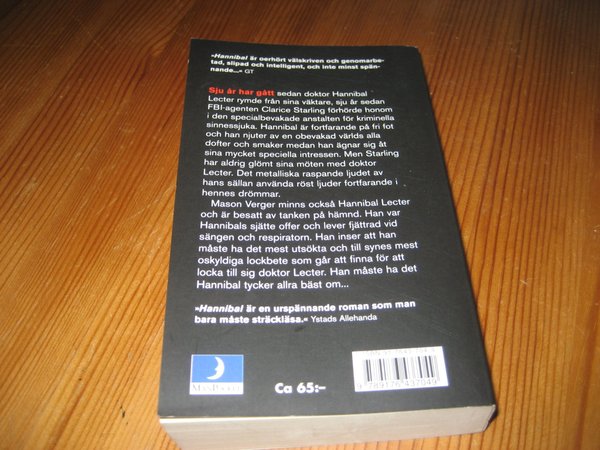 »Hannibal är oerhört välskriven och genomarbe-
tad, slipad och intelligent, och inte minst spän-
nande...« GT
Sju år har gått sedan doktor Hannibal
Lecter rymde från sina väktare, sju år sedan
FBI-agenten Clarice Starling förhörde honom
i den specialbevakade anstalten för kriminella
sinnessjuka. Hannibal är fortfarande på fri fot
och han njuter av en obevakad världs alla
dofter och smaker medan han ägnar sig åt
sina mycket speciella intressen. Men Starling
har aldrig glömt sina möten med doktor
Lecter. Det metalliska raspande ljudet av
hans sällan använda röst ljuder fortfarande i
hennes drömmar.
Mason Verger minns också Hannibal Lecter
och är besatt av tanken på hämnd. Han var
Hannibals sjätte offer och lever fjättrad vid
sängen och respiratorn. Han inser att han
måste ha det mest utsökta och till synes mest
oskyldiga lockbete som går att finna för att
locka till sig doktor Lecter. Han måste ha det
Hannibal tycker allra bäst om...
»Hannibal är en urspännande roman som man
bara måste sträckläsa.« Ystads Allehanda
MånPocket
Ca 65:–
9 789176 437049